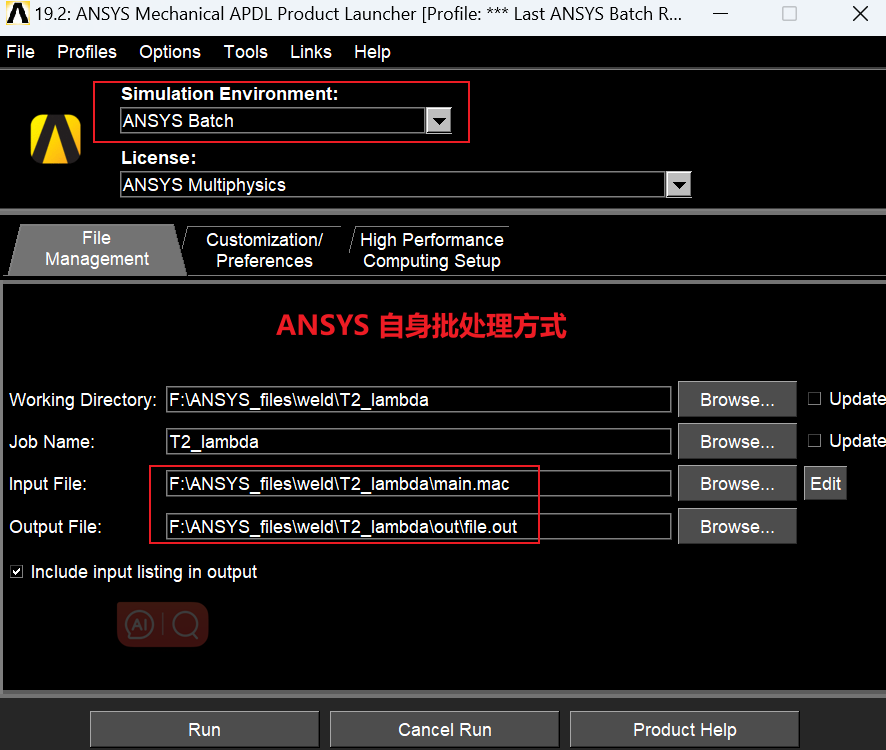 19.2: ANSYS Mechanical APDL Product Launcher [Profile: *** Last ANSYS Batch R...
File Profiles Options Tools Links Help
Simulation Environment:
ANSYS Batch
License:
ANSYS Multiphysics
File
Management
Customization/
Preferences
High Performance
Computing Setup
ANSYS 自身批处理方式
Working Directory: F:\ANSYS_files\weld\T2_lambda Browse... Update
Job Name: T2_lambda Browse... Update
Input File: F:\ANSYS_files\weld\T2_lambda\main.mac Browse... Edit
Output File: F:\ANSYS_files\weld\T2_lambda\out\file.out Browse...
Include input listing in output
AI
Run Cancel Run Product Help